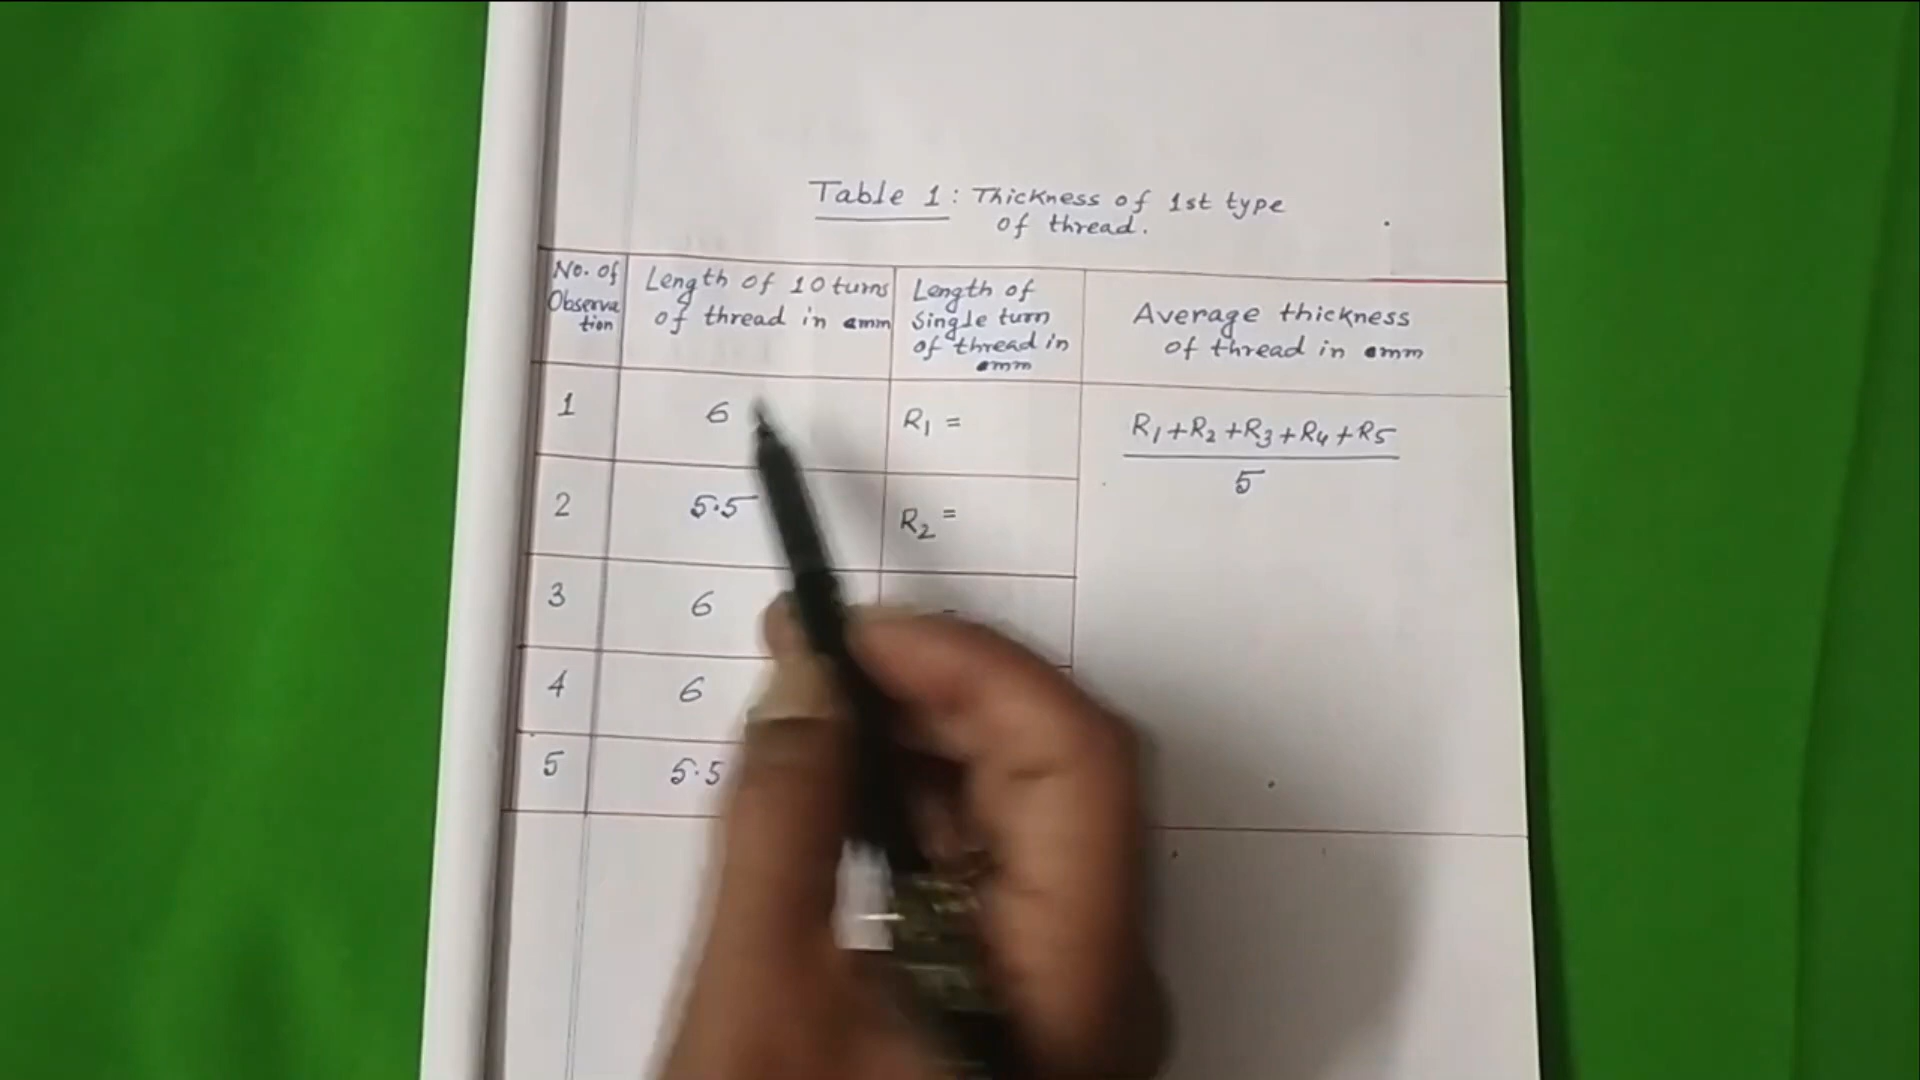 Table 1: Thickness of 1st type
of thread.
No. of
Observa
tion
Length of 10 turns
of thread in mm
Length of
Single turn
of thread in
mm
Average thickness
of thread in mm
1
6
R1 =
R1+R2+R3+R4+R5
5
2
5.5
R2 =
3
6
4
6
5
5.5